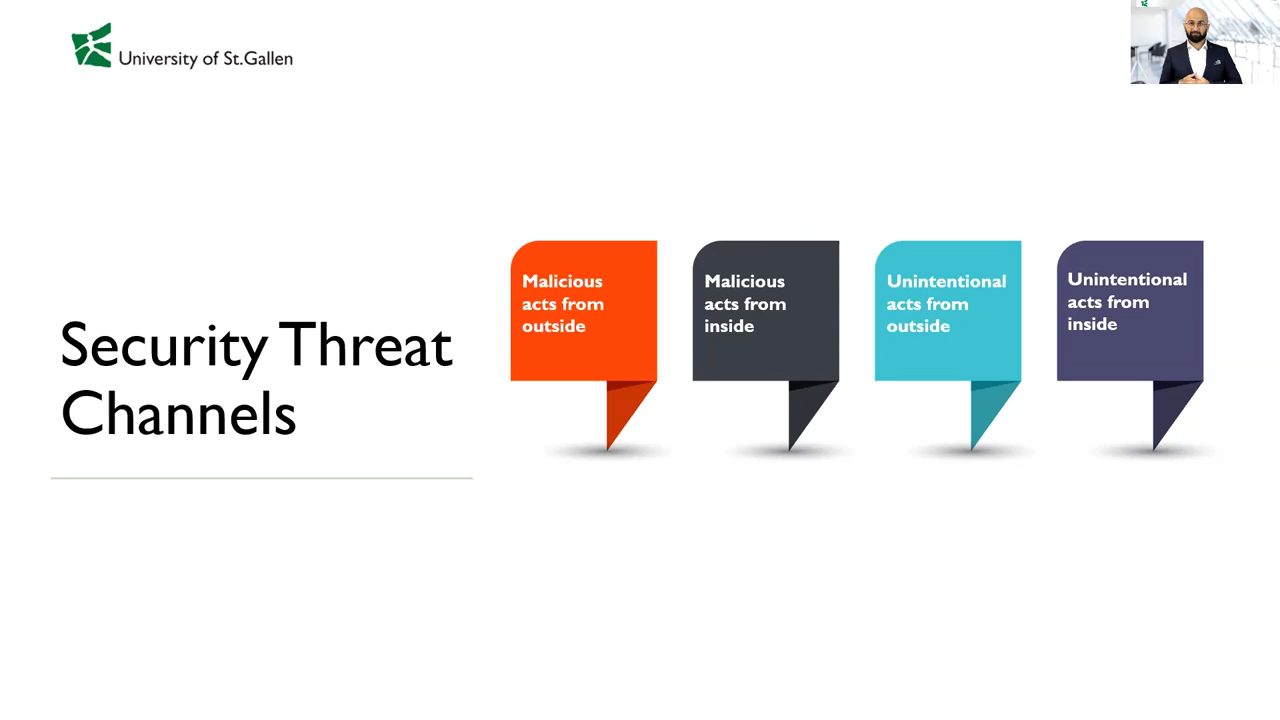 University of St.Gallen
Security Threat
Channels
Malicious
acts from
outside
Malicious
acts from
inside
Unintentional
acts from
outside
Unintentional
acts from
inside